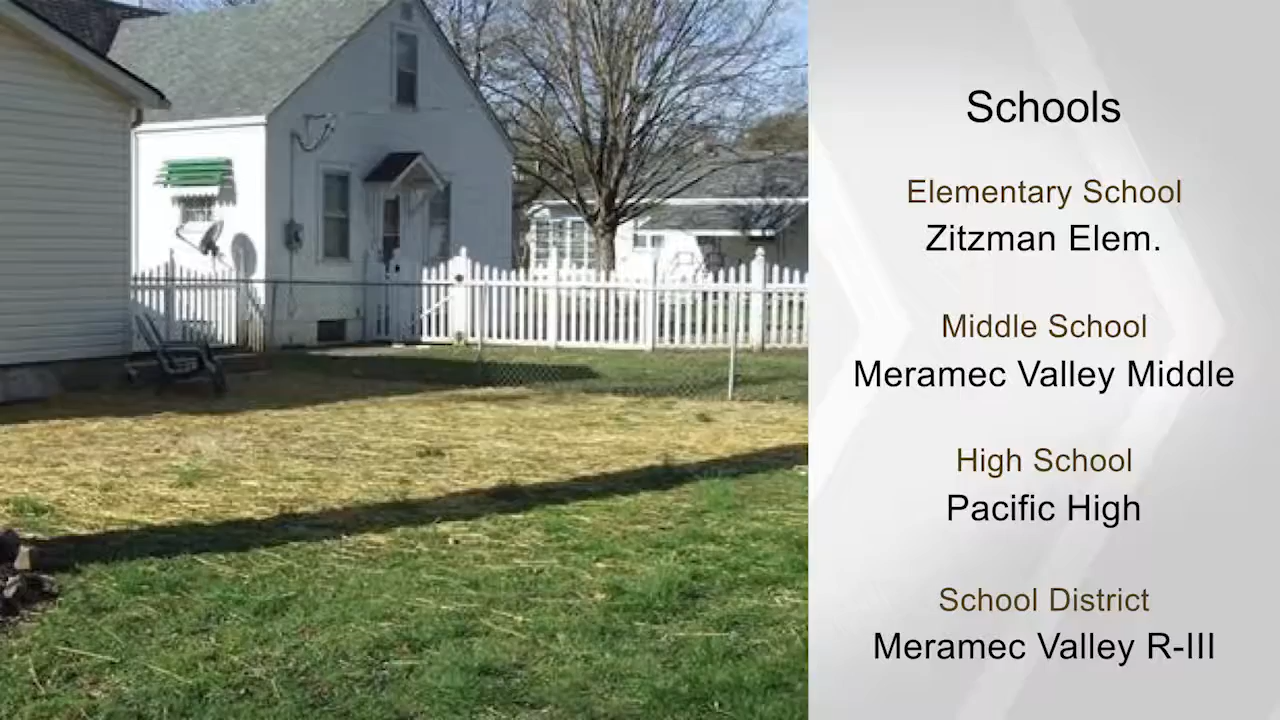 Schools
Elementary School
Zitzman Elem.
Middle School
Meramec Valley Middle
High School
Pacific High
School District
Meramec Valley R-III